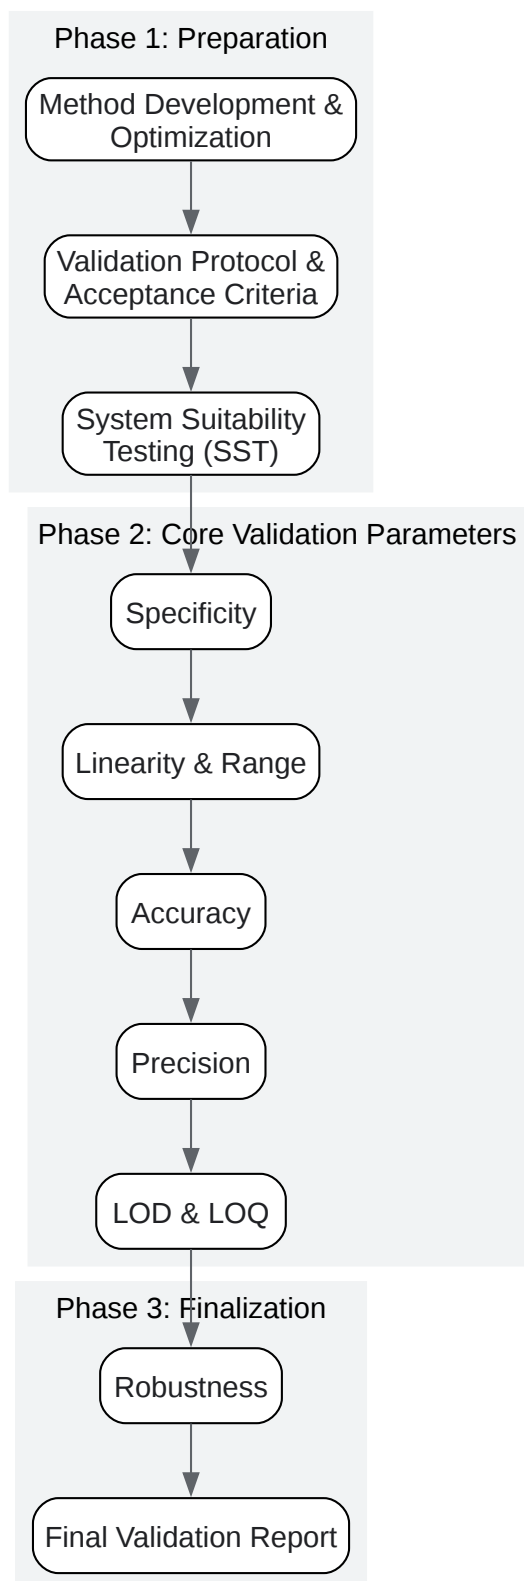 Phase 1: Preparation
Method Development &
Optimization
Validation Protocol &
Acceptance Criteria
System Suitability
Testing (SST)
Phase 2: Core Validation Parameters
Specificity
Linearity & Range
Accuracy
Precision
LOD & LOQ
Phase 3: Finalization
Robustness
Final Validation Report